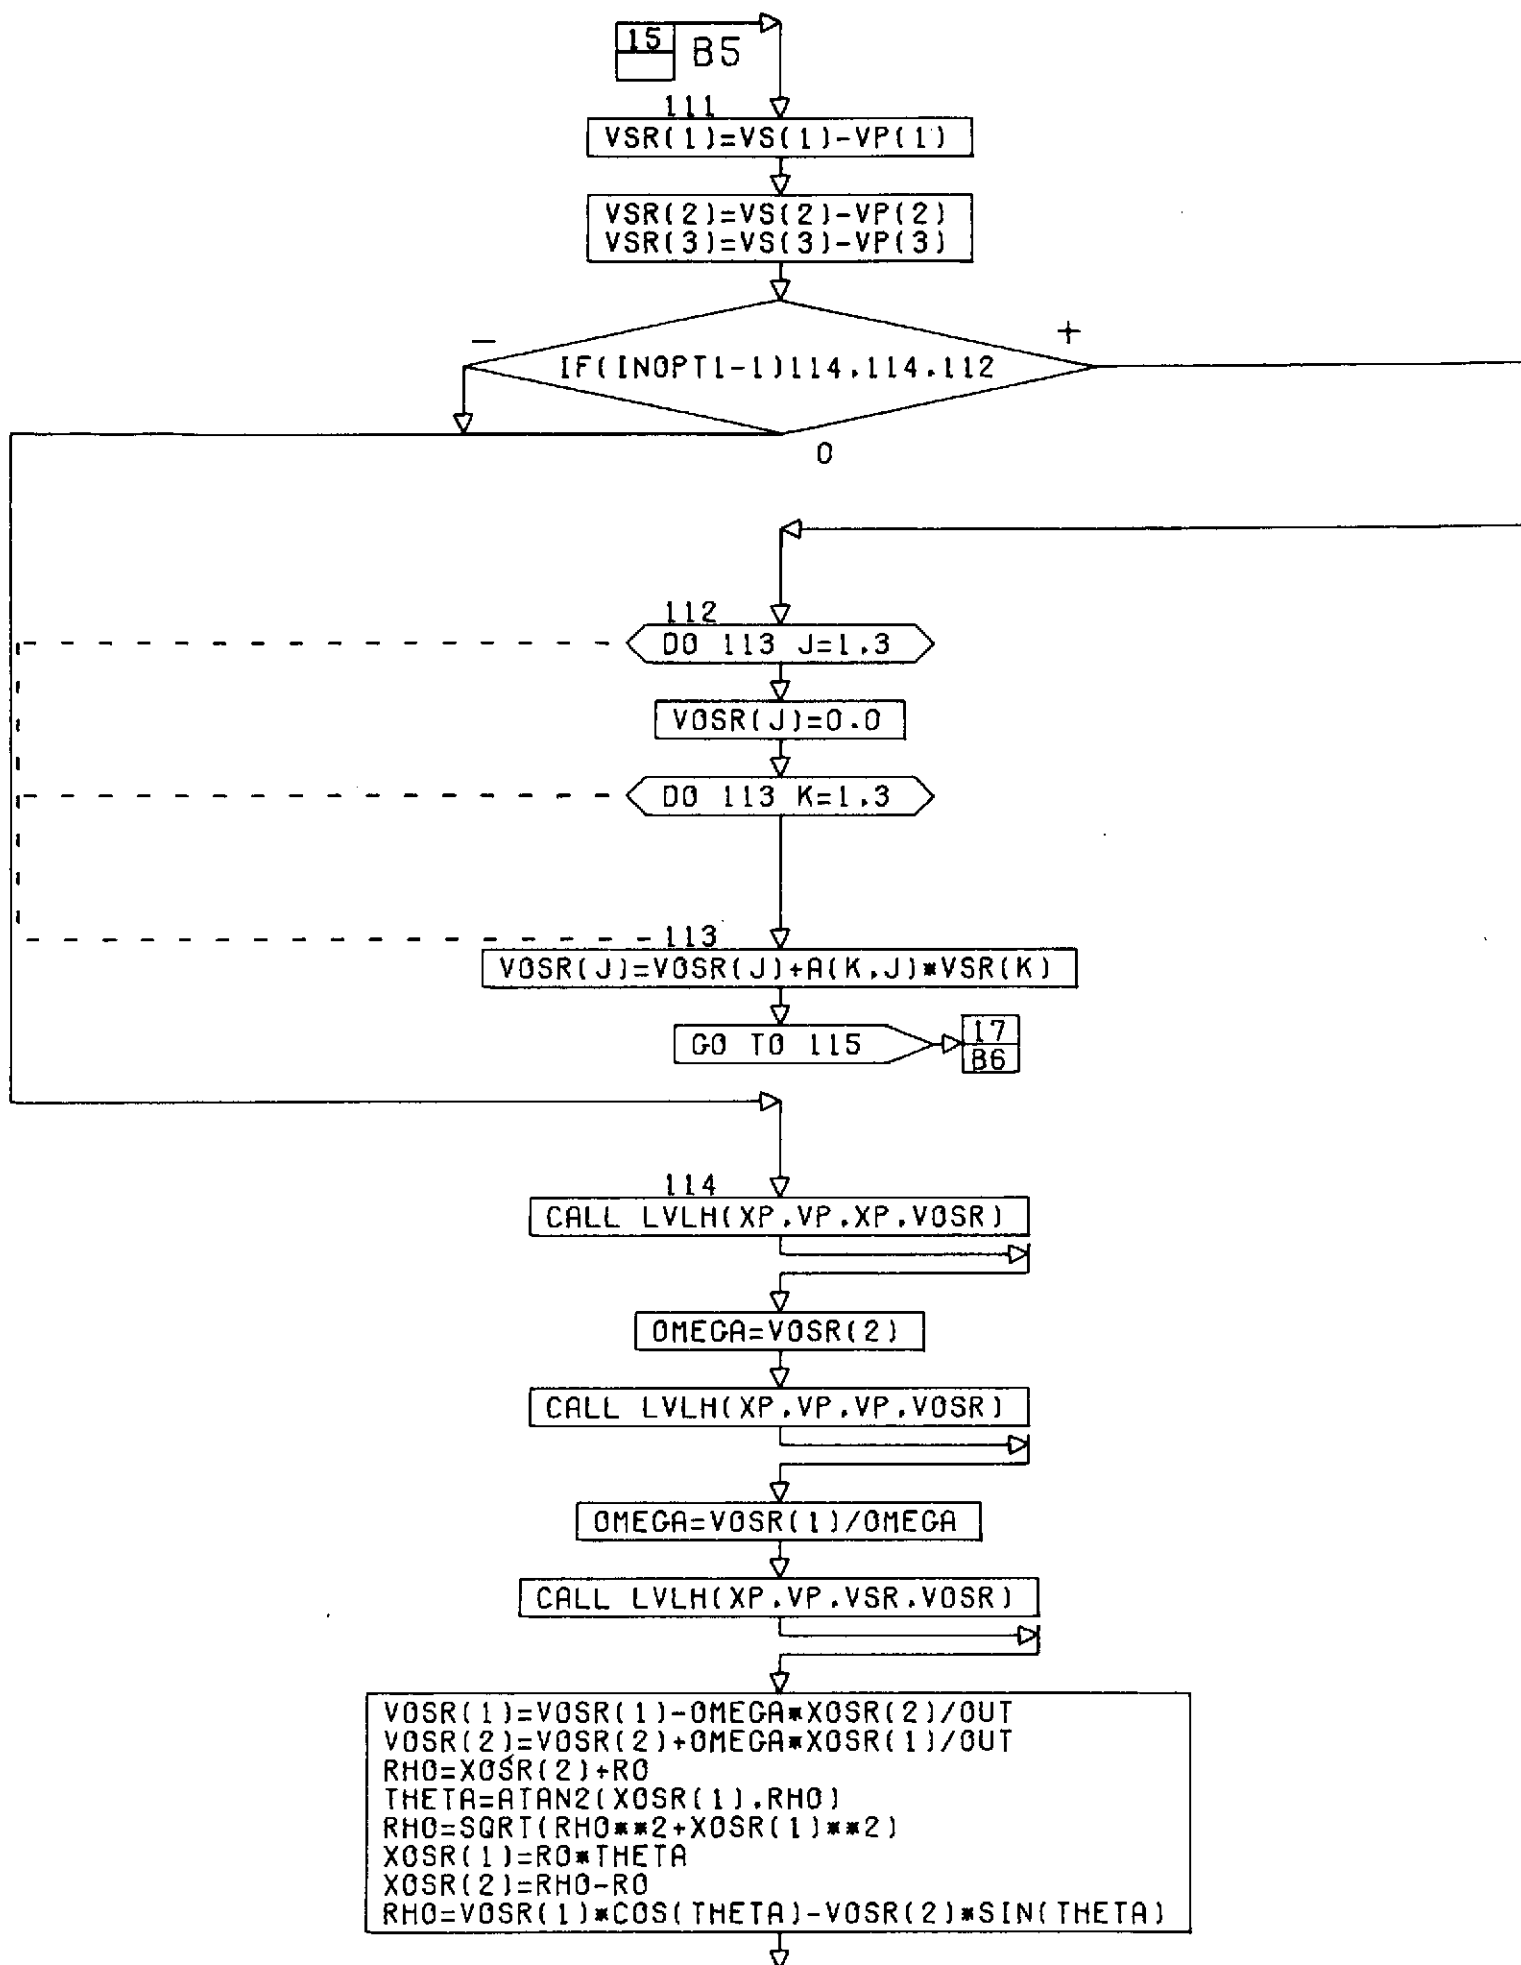 15
B5
111
VSR(1)=VS(1)-VP(1)
VSR(2)=VS(2)-VP(2)
VSR(3)=VS(3)-VP(3)
-
+
IF(INOPT1-1)114,114,112
0
112
DO 113 J=1,3
VOSR(J)=0.0
DO 113 K=1,3
113
VOSR(J)=VOSR(J)+A(K,J)*VSR(K)
GO TO 115
17
B6
114
CALL LVLH(XP,VP,XP,VOSR)
OMEGA=VOSR(2)
CALL LVLH(XP,VP,VP,VOSR)
OMEGA=VOSR(1)/OMEGA
CALL LVLH(XP,VP,VSR,VOSR)
VOSR(1)=VOSR(1)-OMEGA*XOSR(2)/OUT
VOSR(2)=VOSR(2)+OMEGA*XOSR(1)/OUT
RHO=XOSR(2)+RO
THETA=ATAN2(XOSR(1),RHO)
RHO=SQRT(RHO**2+XOSR(1)**2)
XOSR(1)=RO*THETA
XOSR(2)=RHO-RO
RHO=VOSR(1)*COS(THETA)-VOSR(2)*SIN(THETA)